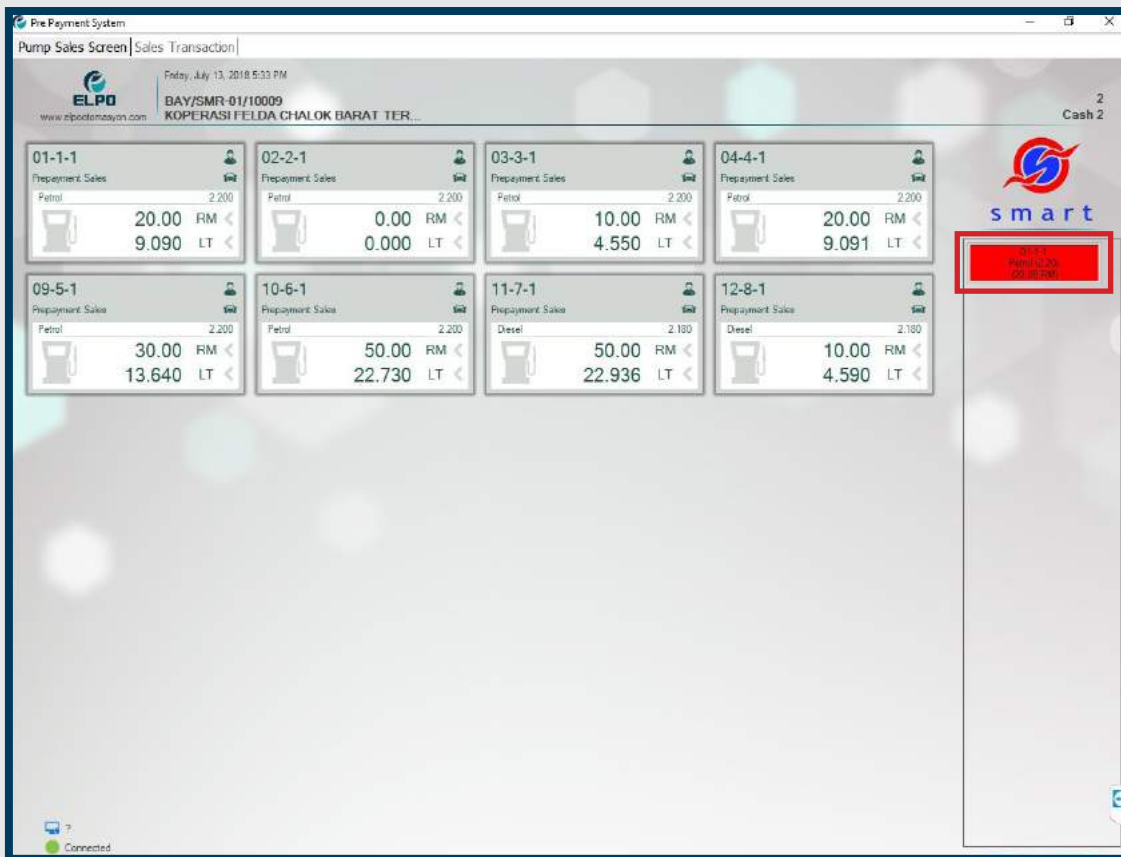 Pre Payment System
Pump Sales Screen Sales Transaction
ELPO
www.elpootomasyon.com
Friday, July 13, 2018 5:33 PM
BAY/SMR-01/10009
KOPERASI FELDA CHALOK BARAT TER...
2
Cash 2
01-1-1
Prepayment Sales
Petrol 2.200
20.00 RM
9.090 LT
02-2-1
Prepayment Sales
Petrol 2.200
0.00 RM
0.000 LT
03-3-1
Prepayment Sales
Petrol 2.200
10.00 RM
4.550 LT
04-4-1
Prepayment Sales
Petrol 2.200
20.00 RM
9.091 LT
smart
01-1-1
Petrol (2.20)
09-5-1
Prepayment Sales
Petrol 2.200
30.00 RM
13.640 LT
10-6-1
Prepayment Sales
Petrol 2.200
50.00 RM
22.730 LT
11-7-1
Prepayment Sales
Diesel 2.180
50.00 RM
22.936 LT
12-8-1
Prepayment Sales
Diesel 2.180
10.00 RM
4.590 LT
?
Connected